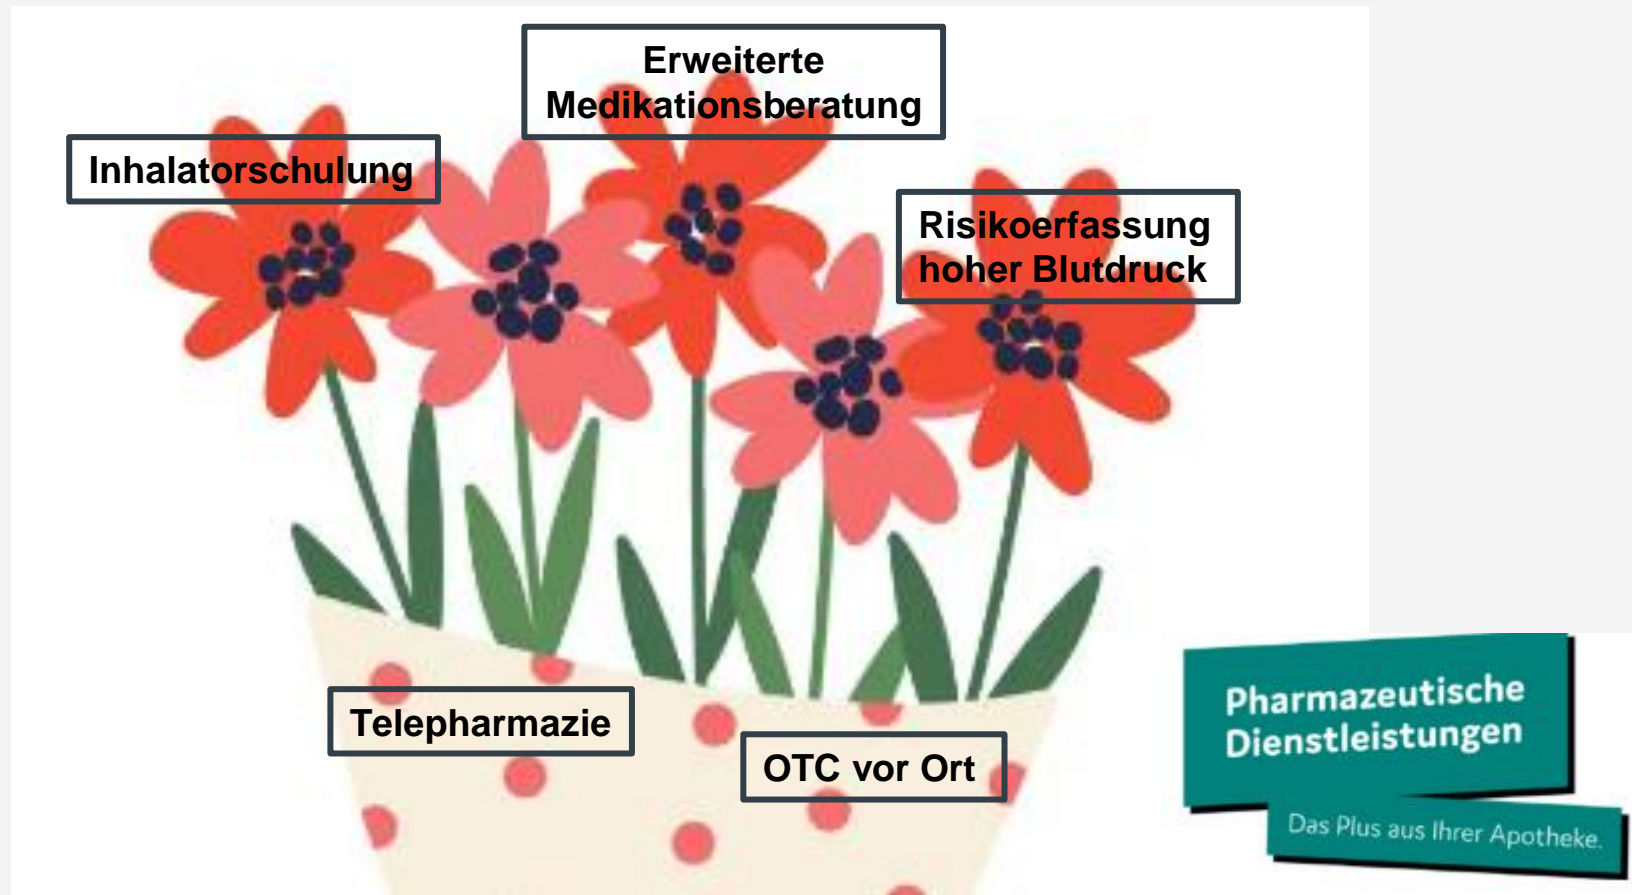 Erweiterte
Medikationsberatung
Inhalatorschulung
Risikoerfassung
hoher Blutdruck
Telepharmazie
OTC vor Ort
Pharmazeutische
Dienstleistungen
Das Plus aus Ihrer Apotheke.